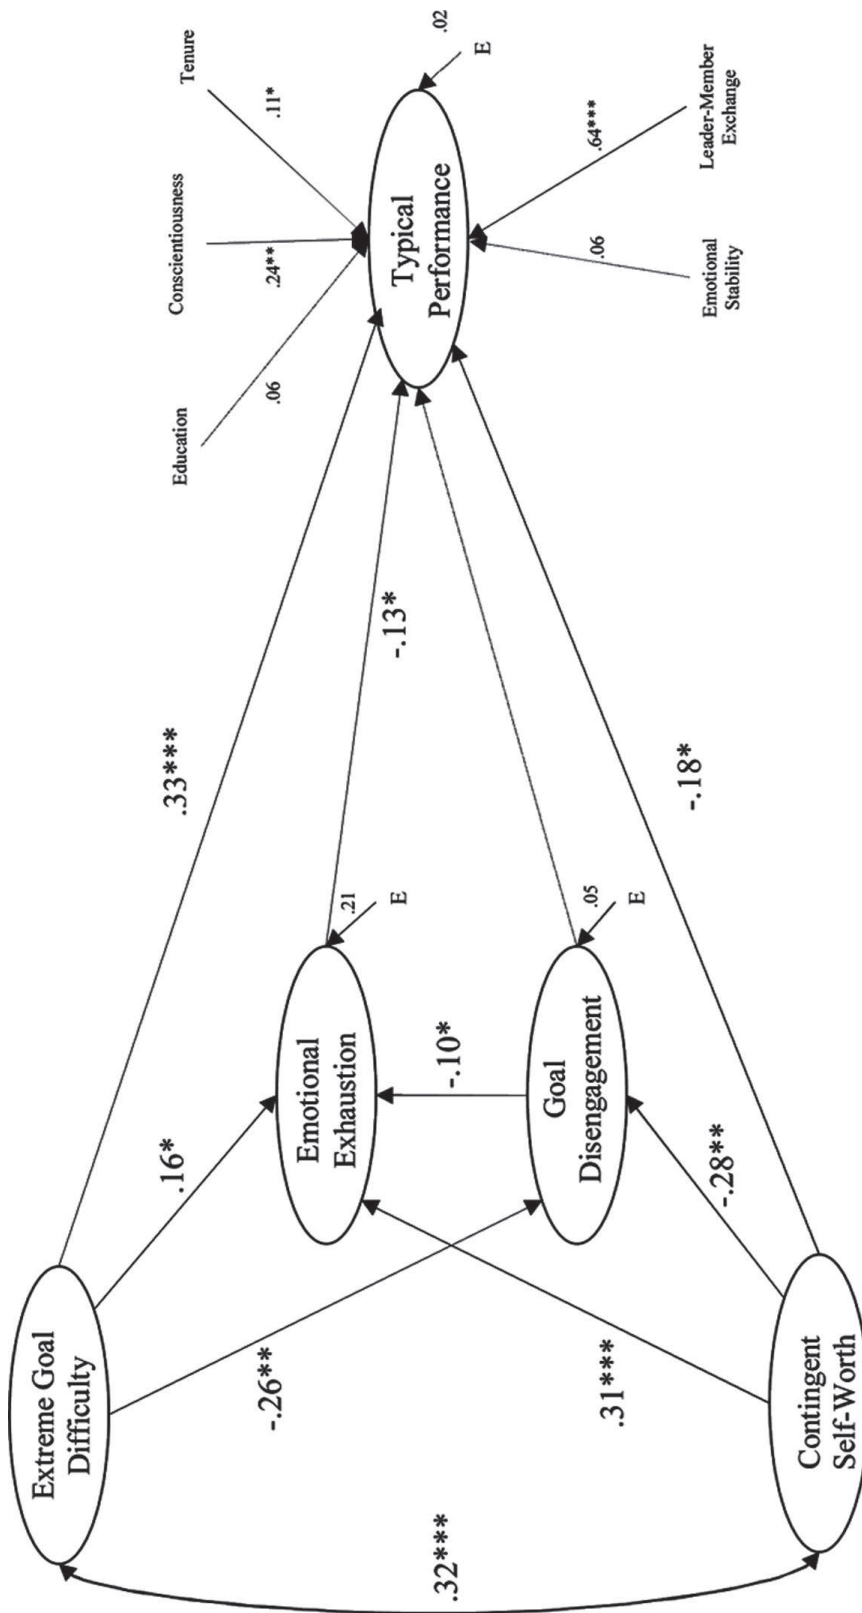 Extreme Goal
Difficulty
.33***
.16*
-.26**
.32***
Emotional
Exhaustion
.21
E
-.13*
-.10*
Goal
Disengagement
.05
E
.31***
-.28**
-.18*
Contingent
Self-Worth
Education
.06
Conscientiousness
.24**
Tenure
.11*
Typical
Performance
.02
E
.06
Emotional
Stability
.64***
Leader-Member
Exchange